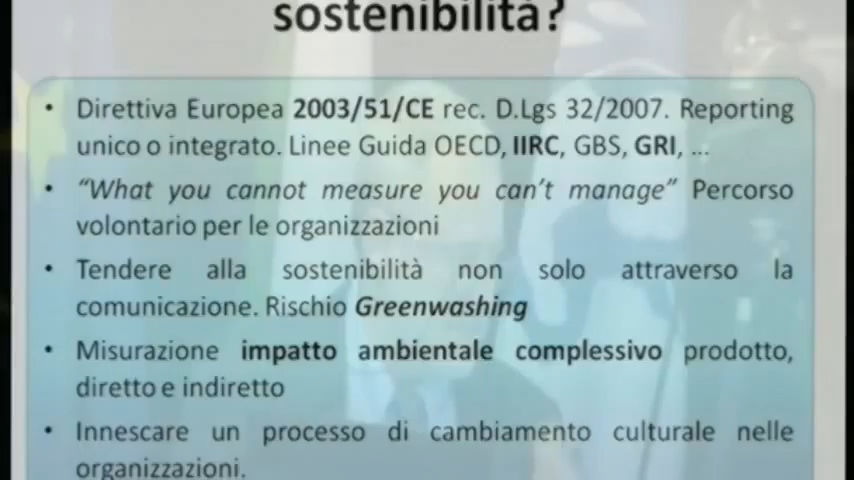 sostenibilità?
• Direttiva Europea 2003/51/CE rec. D.Lgs 32/2007. Reporting
unico o integrato. Linee Guida OECD, IIRC, GBS, GRI, ...
• “What you cannot measure you can’t manage” Percorso
volontario per le organizzazioni
• Tendere alla sostenibilità non solo attraverso la
comunicazione. Rischio Greenwashing
• Misurazione impatto ambientale complessivo prodotto,
diretto e indiretto
• Innescare un processo di cambiamento culturale nelle
organizzazioni.